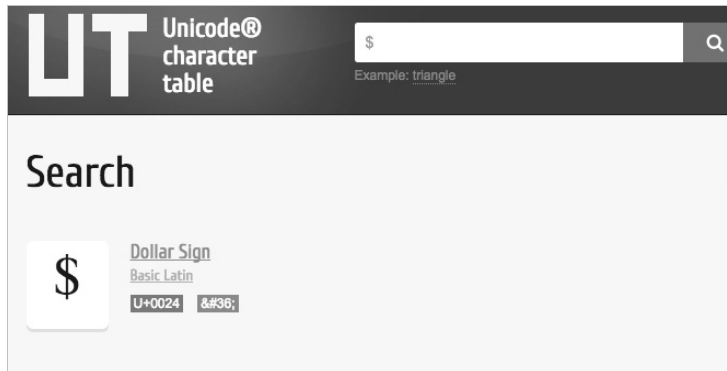 UT
Unicode®
character
table
$
Example: triangle
Search
$
Dollar Sign
Basic Latin
U+0024 &#36;